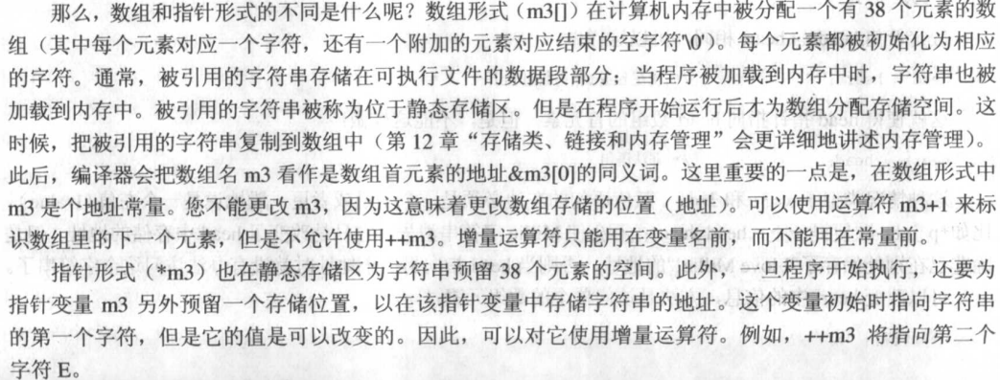 那么，数组和指针形式的不同是什么呢？数组形式（m3[]）在计算机内存中被分配一个有 38 个元素的数
组（其中每个元素对应一个字符，还有一个附加的元素对应结束的空字符'\0'）。每个元素都被初始化为相应
的字符。通常，被引用的字符串存储在可执行文件的数据段部分；当程序被加载到内存中时，字符串也被
加载到内存中。被引用的字符串被称为位于静态存储区。但是在程序开始运行后才为数组分配存储空间。这
时候，把被引用的字符串复制到数组中（第 12 章“存储类、链接和内存管理”会更详细地讲述内存管理）。
此后，编译器会把数组名 m3 看作是数组首元素的地址&m3[0]的同义词。这里重要的一点是，在数组形式中
m3 是个地址常量。您不能更改 m3，因为这意味着更改数组存储的位置（地址）。可以使用运算符 m3+1 来标
识数组里的下一个元素，但是不允许使用++m3。增量运算符只能用在变量名前，而不能用在常量前。
指针形式（*m3）也在静态存储区为字符串预留 38 个元素的空间。此外，一旦程序开始执行，还要为
指针变量 m3 另外预留一个存储位置，以在该指针变量中存储字符串的地址。这个变量初始时指向字符串
的第一个字符，但是它的值是可以改变的。因此，可以对它使用增量运算符。例如，++m3 将指向第二个
字符 E。